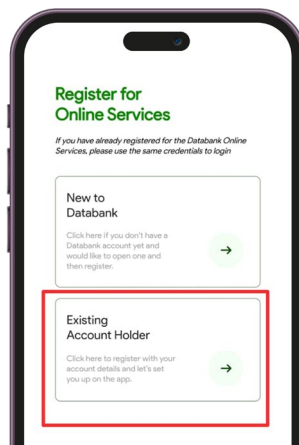 Register for
Online Services
If you have already registered for the Databank Online
Services, please use the same credentials to login
New to
Databank
Click here if you don't have a
Databank account yet and
would like to open one and
then register.
Existing
Account Holder
Click here to register with your
account details and let's set
you up on the app.